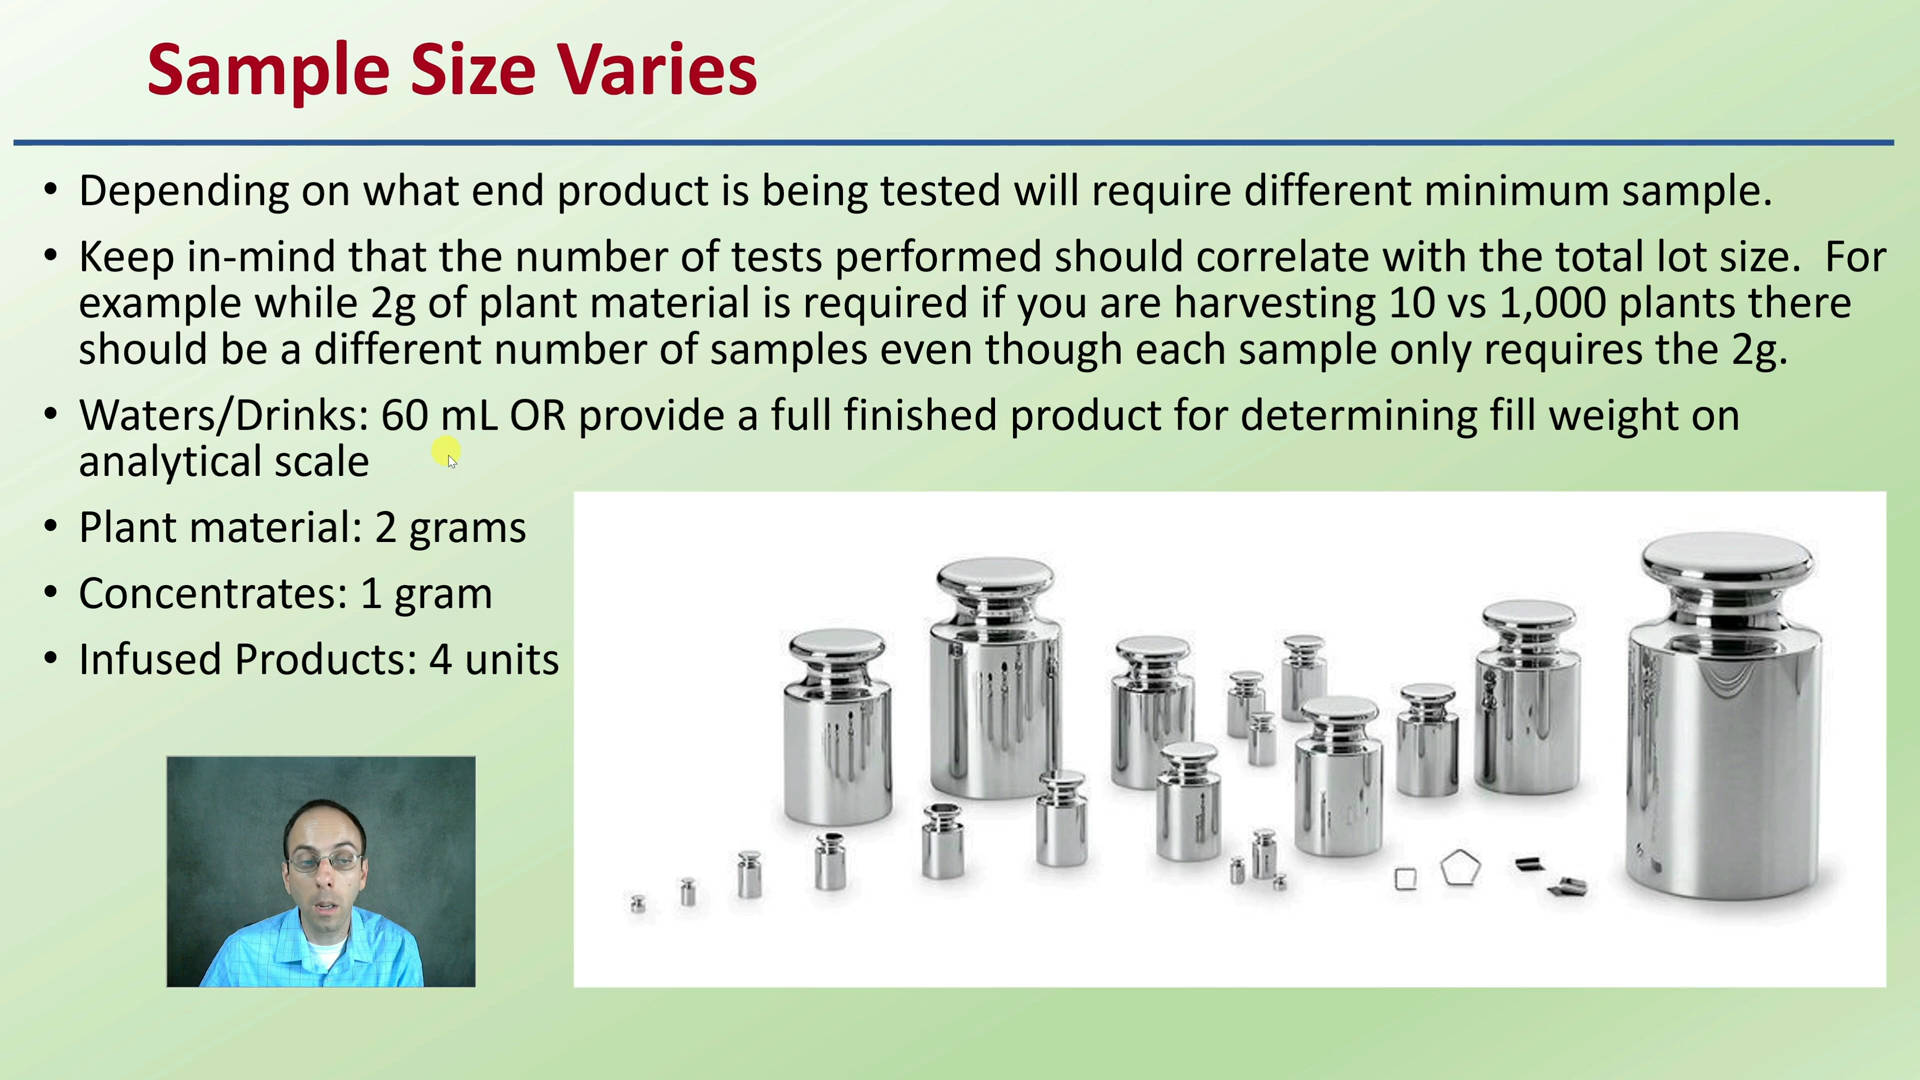 Sample Size Varies
• Depending on what end product is being tested will require different minimum sample.
• Keep in-mind that the number of tests performed should correlate with the total lot size.  For
example while 2g of plant material is required if you are harvesting 10 vs 1,000 plants there
should be a different number of samples even though each sample only requires the 2g.
• Waters/Drinks: 60 mL OR provide a full finished product for determining fill weight on
analytical scale
• Plant material: 2 grams
• Concentrates: 1 gram
• Infused Products: 4 units